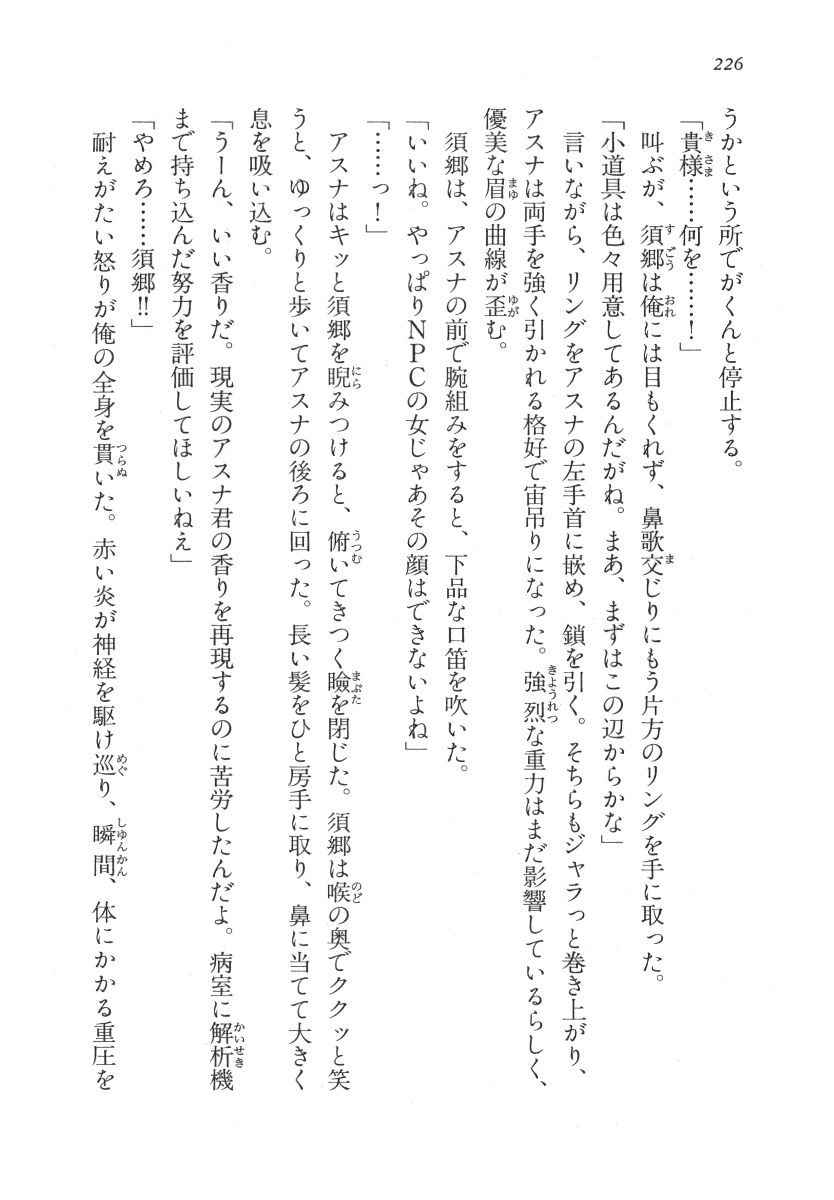 226
うかという所でがくんと停止する。
「貴様……何を……！」
叫ぶが、須郷は俺には目もくれず、鼻歌交じりにもう片方のリングを手に取った。
「小道具は色々用意してあるんだがね。まあ、まずはこの辺からかな」
言いながら、リングをアスナの左手首に嵌め、鎖を引く。そちらもジャラっと巻き上がり、
アスナは両手を強く引かれる格好で宙吊りになった。強烈な重力はまだ影響しているらしく、
優美な眉の曲線が歪む。
須郷は、アスナの前で腕組みをすると、下品な口笛を吹いた。
「いいね。やっぱりＮＰＣの女じゃあその顔はできないよね」
「……っ！」
アスナはキッと須郷を睨みつけると、俯いてきつく瞼を閉じた。須郷は喉の奥でククッと笑
うと、ゆっくりと歩いてアスナの後ろに回った。長い髪をひと房手に取り、鼻に当てて大きく
息を吸い込む。
「うーん、いい香りだ。現実のアスナ君の香りを再現するのに苦労したんだよ。病室に解析機
まで持ち込んだ努力を評価してほしいねえ」
「やめろ……須郷!!」
耐えがたい怒りが俺の全身を貫いた。赤い炎が神経を駆け巡り、瞬間、体にかかる重圧を